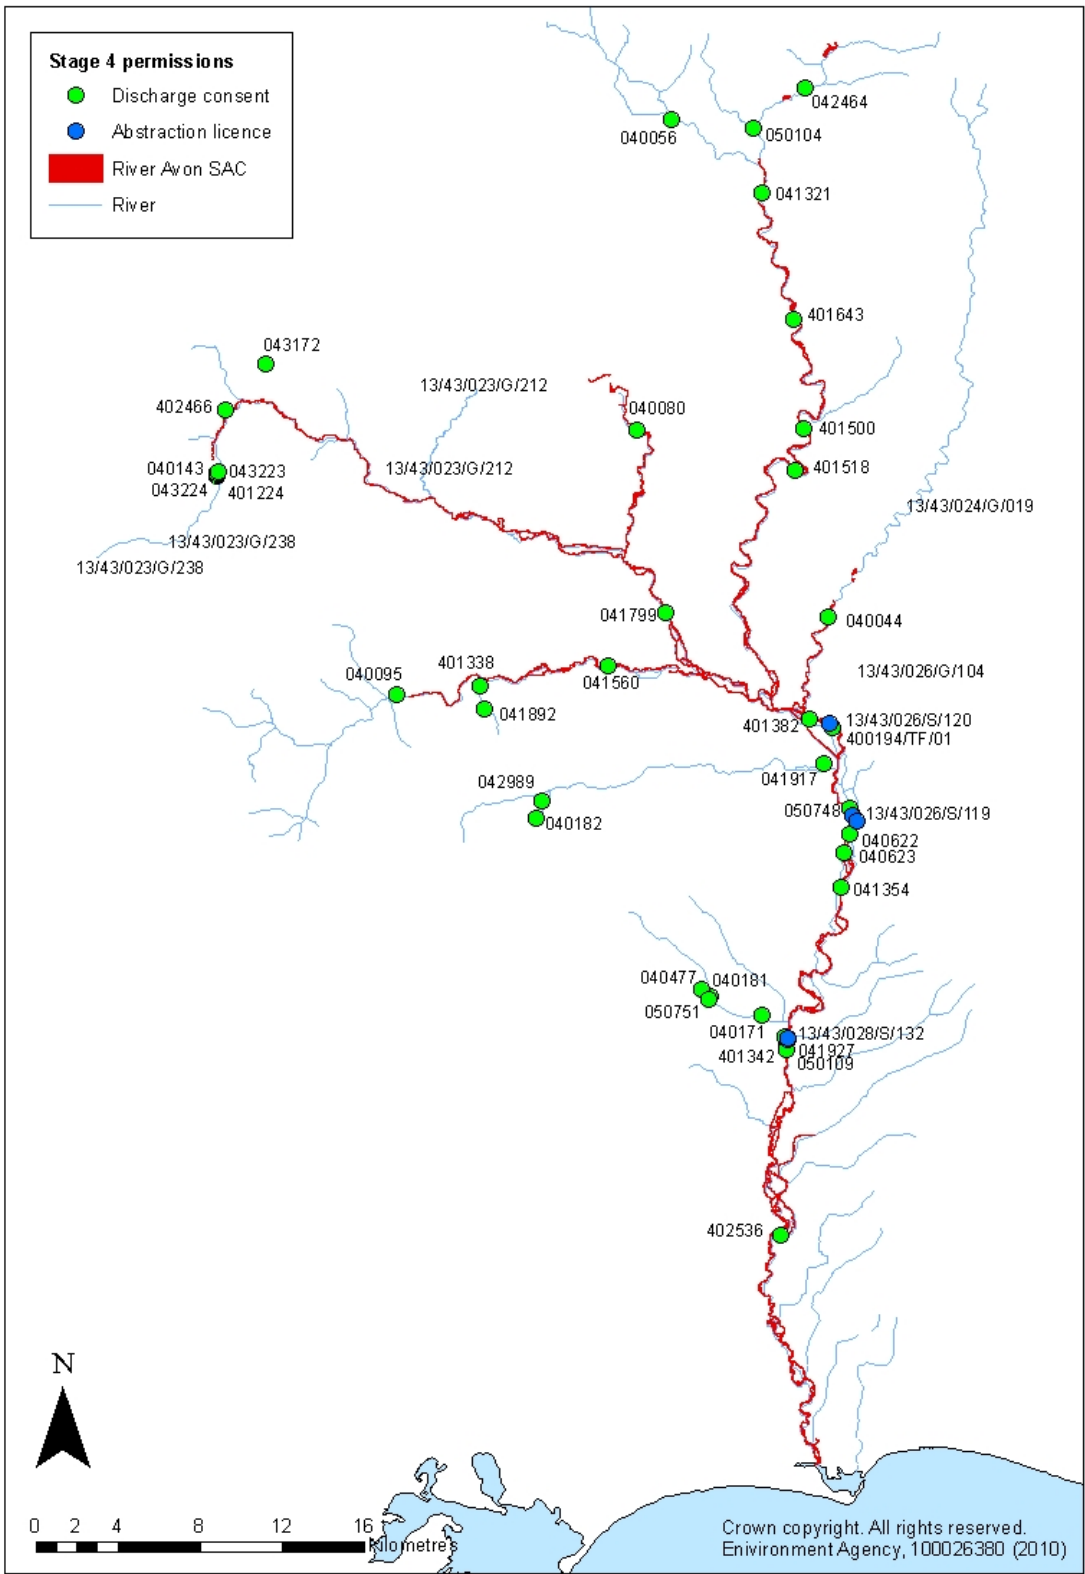 Stage 4 permissions
Discharge consent
Abstraction licence
River Avon SAC
River
042464
040056
050104
041321
401643
043172
13/43/023/G/212
402466
040080
401500
13/43/023/G/212
401518
040143 043223
043224 401224
13/43/024/G/019
13/43/023/G/238
13/43/023/G/238
041799
040044
401338
040095
041560
13/43/026/G/104
041892
401382
13/43/026/S/120
400194/TF/01
041917
042989
050748
13/43/026/S/119
040182
040622
040623
041354
040477 040181
050751
040171
13/43/028/S/132
401342
041927
050109
402536
N
0 2 4 8 12 16
Kilometres
Crown copyright. All rights reserved.
Enivironment Agency, 100026380 (2010)